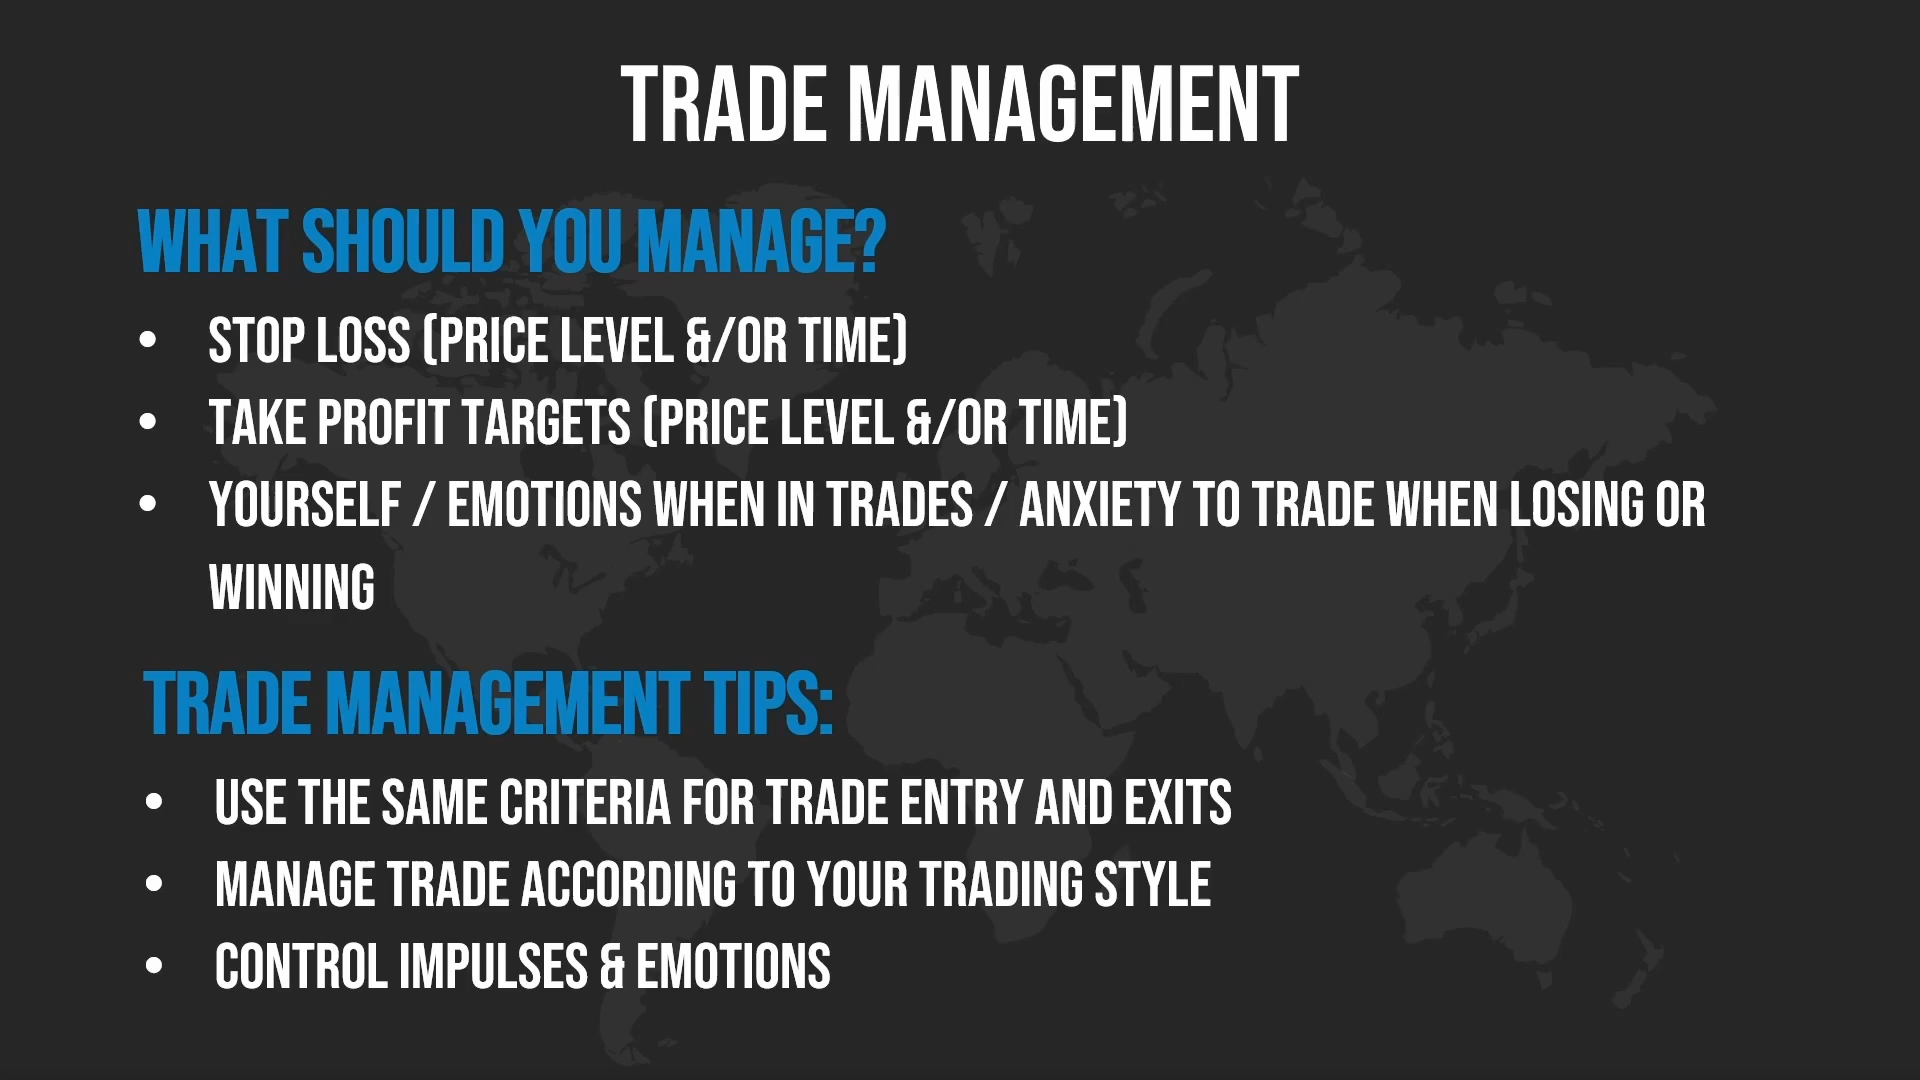 TRADE MANAGEMENT
WHAT SHOULD YOU MANAGE?
• STOP LOSS (PRICE LEVEL &/OR TIME)
• TAKE PROFIT TARGETS (PRICE LEVEL &/OR TIME)
• YOURSELF / EMOTIONS WHEN IN TRADES / ANXIETY TO TRADE WHEN LOSING OR
WINNING
TRADE MANAGEMENT TIPS:
• USE THE SAME CRITERIA FOR TRADE ENTRY AND EXITS
• MANAGE TRADE ACCORDING TO YOUR TRADING STYLE
• CONTROL IMPULSES & EMOTIONS